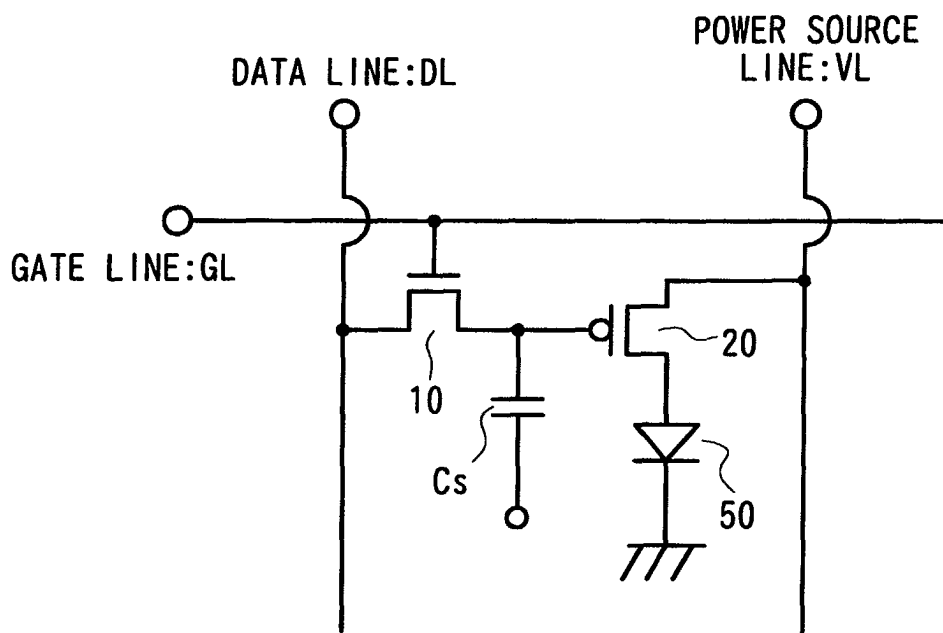 POWER SOURCE
LINE:VL
DATA LINE:DL
GATE LINE:GL
10
20
Cs
50